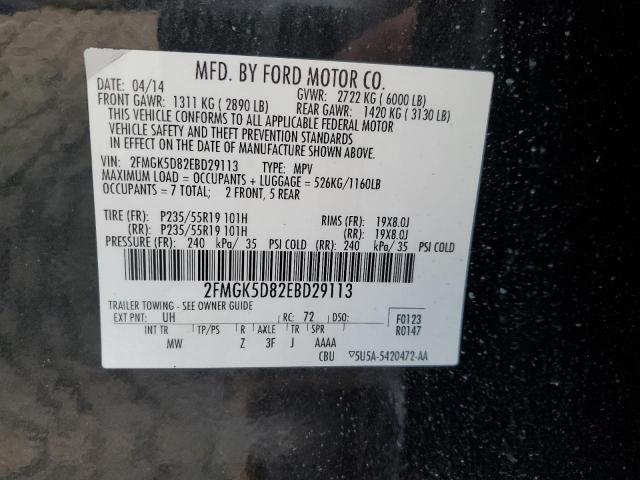 MFD. BY FORD MOTOR CO.
DATE: 04/14 GVWR: 2722 KG ( 6000 LB)
FRONT GAWR: 1311 KG ( 2890 LB) REAR GAWR: 1420 KG ( 3130 LB)
THIS VEHICLE CONFORMS TO ALL APPLICABLE FEDERAL MOTOR
VEHICLE SAFETY AND THEFT PREVENTION STANDARDS
IN EFFECT ON THE DATE OF MANUFACTURE SHOWN ABOVE.
VIN: 2FMGK5D82EBD29113 TYPE: MPV
MAXIMUM LOAD = OCCUPANTS + LUGGAGE = 526KG/1160LB
OCCUPANTS = 7 TOTAL; 2 FRONT, 5 REAR
TIRE (FR): P235/55R19 101H RIMS (FR): 19X8.0J
(RR): P235/55R19 101H (RR): 19X8.0J
PRESSURE (FR): 240 kPa/ 35 PSI COLD (RR): 240 kPa/ 35 PSI COLD
2FMGK5D82EBD29113
TRAILER TOWING - SEE OWNER GUIDE
EXT PNT: UH RC: 72 DSO: F0123
INT TR TP/PS R AXLE TR SPR R0147
MW Z 3F J AAAA
CBU ▽5U5A-5420472-AA